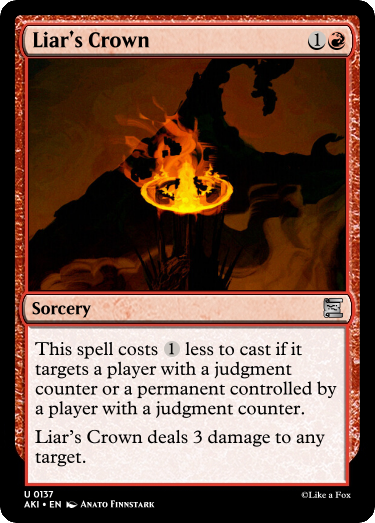 Liar's Crown 1
Sorcery
This spell costs 1 less to cast if it
targets a player with a judgment
counter or a permanent controlled by
a player with a judgment counter.
Liar's Crown deals 3 damage to any
target.
U 0137
AKI • EN Anato Finnstark
©Like a Fox